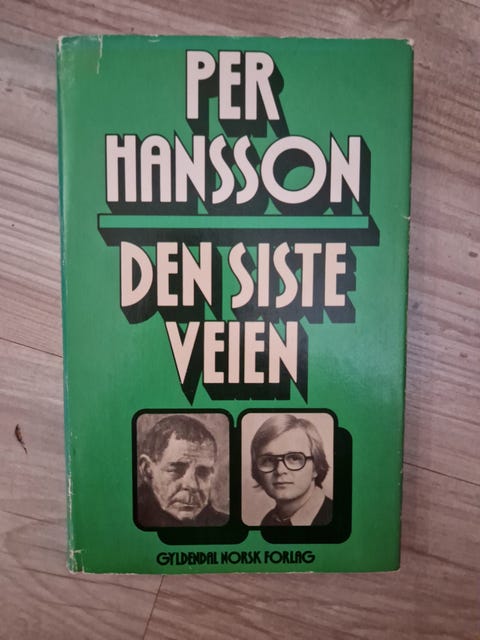 PER
HANSSON
DEN SISTE
VEIEN
GYLDENDAL NORSK FORLAG